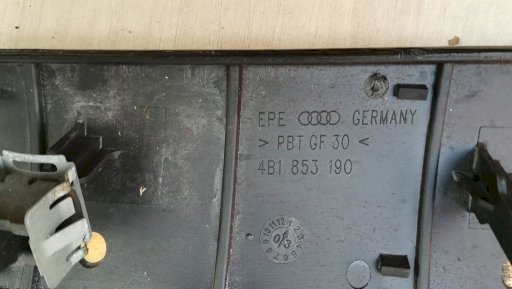 EPE GERMANY
> PBT GF 30 <
4B1 853 190